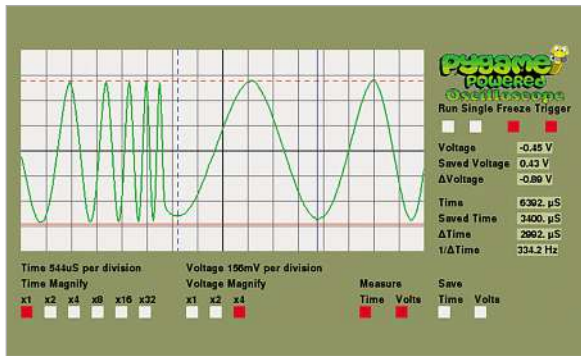 pygame
POWERED
Oscilloscope
Run Single Freeze Trigger
Voltage -0.45 V
Saved Voltage 0.43 V
ΔVoltage -0.89 V
Time 6392. µS
Saved Time 3400. µS
ΔTime 2992. µS
1/ΔTime 334.2 Hz
Time 544uS per division Voltage 156mV per division
Time Magnify Voltage Magnify Measure Save
x1 x2 x4 x8 x16 x32 x1 x2 x4 Time Volts Time Volts